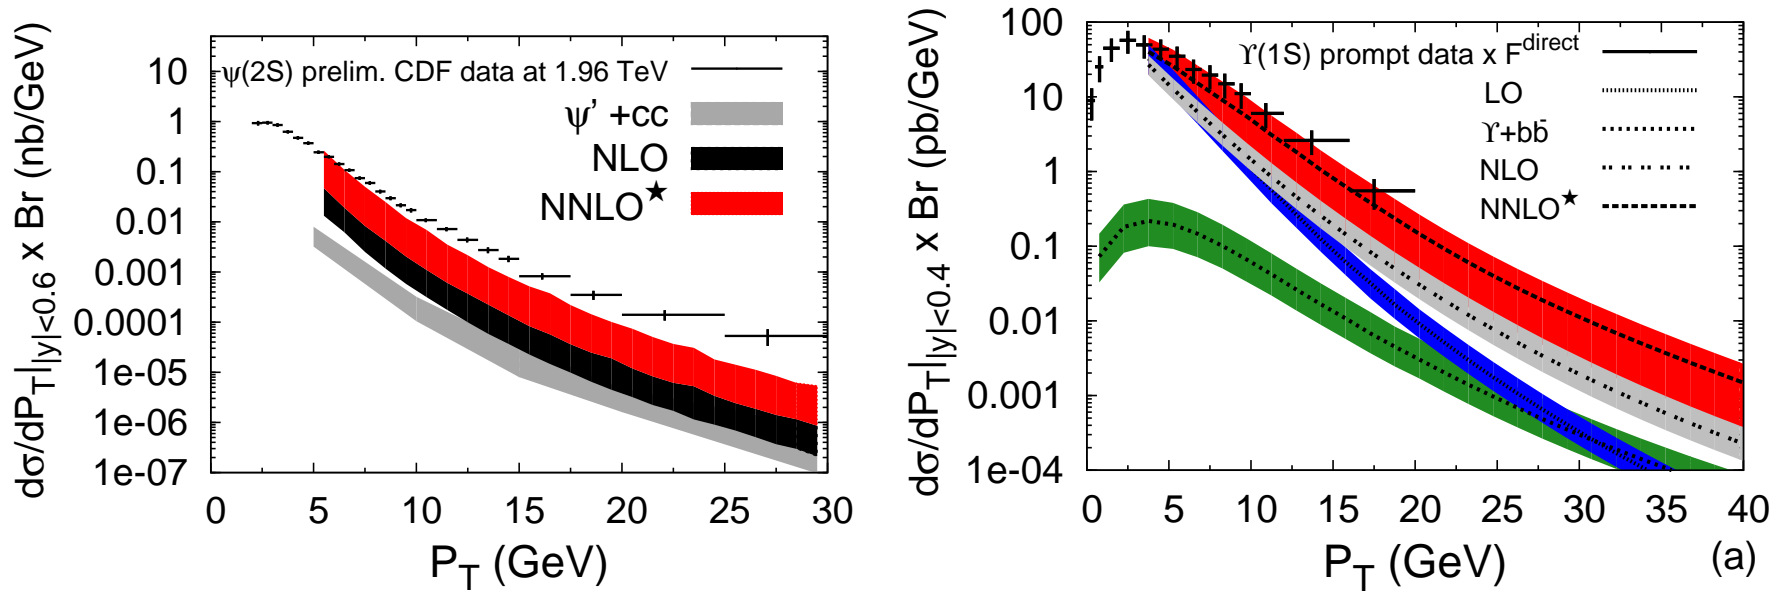 ψ(2S) prelim. CDF data at 1.96 TeV
ψ' +cc
NLO
NNLO★
dσ/dP_T||y|<0.6 x Br (nb/GeV)
10
1
0.1
0.01
0.001
0.0001
1e-05
1e-06
1e-07
0 5 10 15 20 25 30
P_T (GeV)
ϒ(1S) prompt data x F^direct
LO
ϒ+bb̄
NLO
NNLO★
dσ/dP_T||y|<0.4 x Br (pb/GeV)
100
10
1
0.1
0.01
0.001
1e-04
0 5 10 15 20 25 30 35 40
P_T (GeV)
(a)